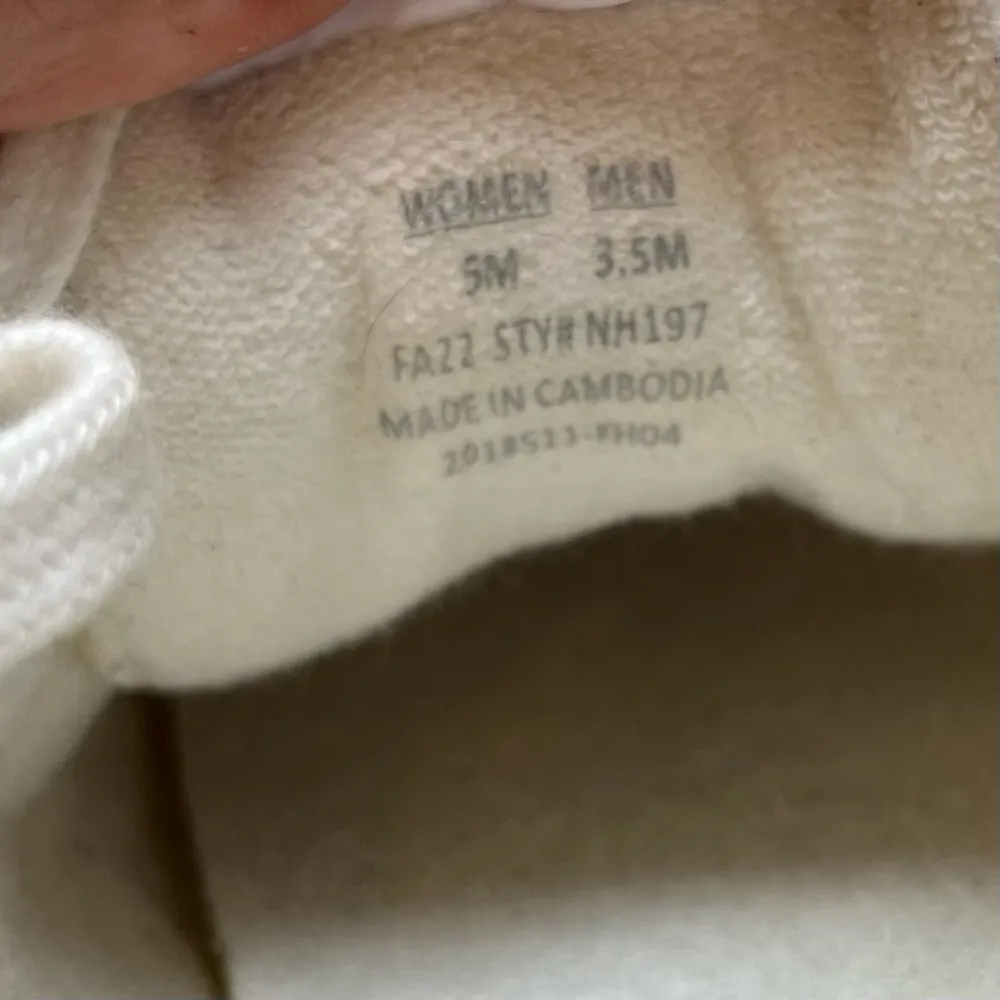 WOMEN MEN
5M 3.5M
FA22 STY# NH197
MADE IN CAMBODIA